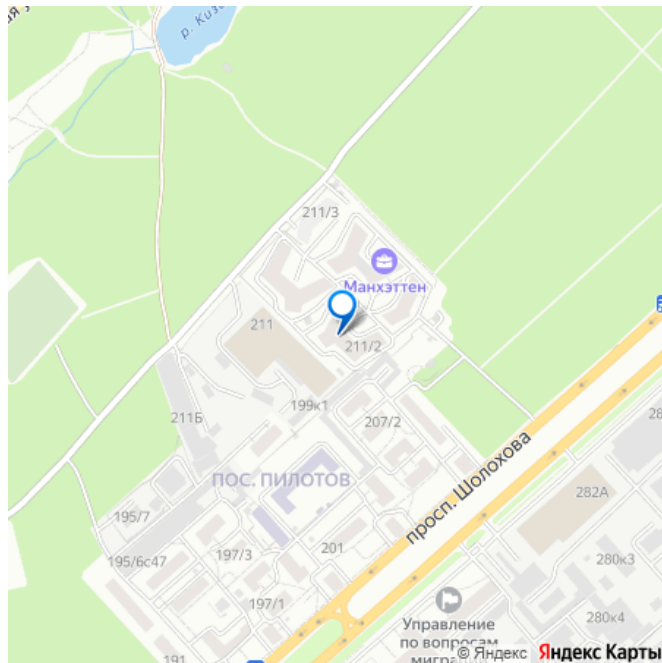 р. Киз
211/3
Манхэттен
211
211/2
199к1
211Б
207/2
просп. Шолохова
ПОС. ПИЛОТОВ
282А
195/7
201
280к3
195/6с47
197/3
197/1
280к4
Управление
по вопросам
миграции
191
© Яндекс Яндекс Карты